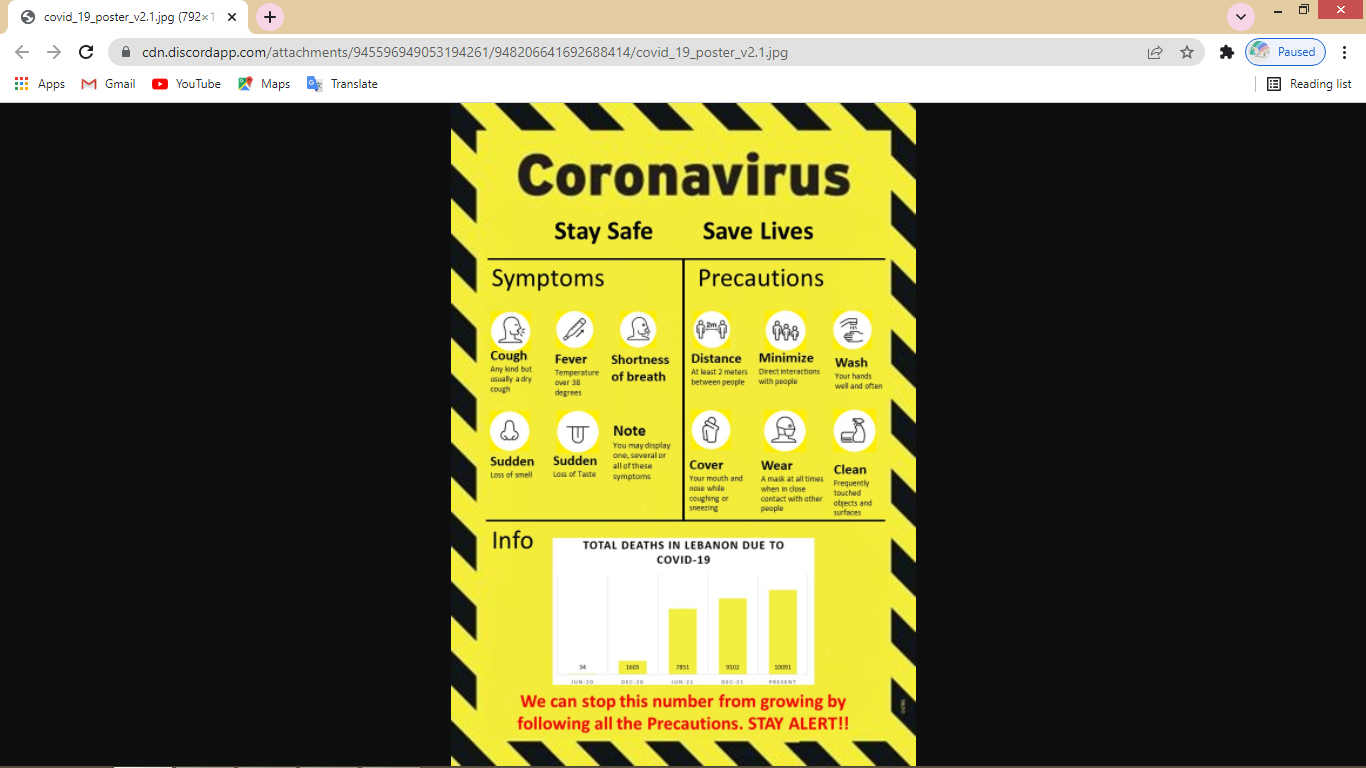 covid_19_poster_v2.1.jpg (792×1
cdn.discordapp.com/attachments/945596949053194261/948206641692688414/covid_19_poster_v2.1.jpg
Paused
Apps Gmail YouTube Maps Translate Reading list
Coronavirus
Stay Safe Save Lives
Symptoms
Cough
Any kind but
usually a dry
cough
Fever
Temperature
over 38
degrees
Shortness
of breath
Sudden
Loss of smell
Sudden
Loss of Taste
Note
You may display
one, several or
all of these
symptoms
Precautions
2m
Distance
At least 2 meters
between people
Minimize
Direct interactions
with people
Wash
Your hands
well and often
Cover
Your mouth and
nose while
coughing or
sneezing
Wear
A mask at all times
when in close
contact with other
people
Clean
Frequently
touched
objects and
surfaces
Info
TOTAL DEATHS IN LEBANON DUE TO
COVID-19
34 1605 7851 9102 10091
JUN-20 DEC-20 JUN-21 DEC-21 PRESENT
We can stop this number from growing by
following all the Precautions. STAY ALERT!!